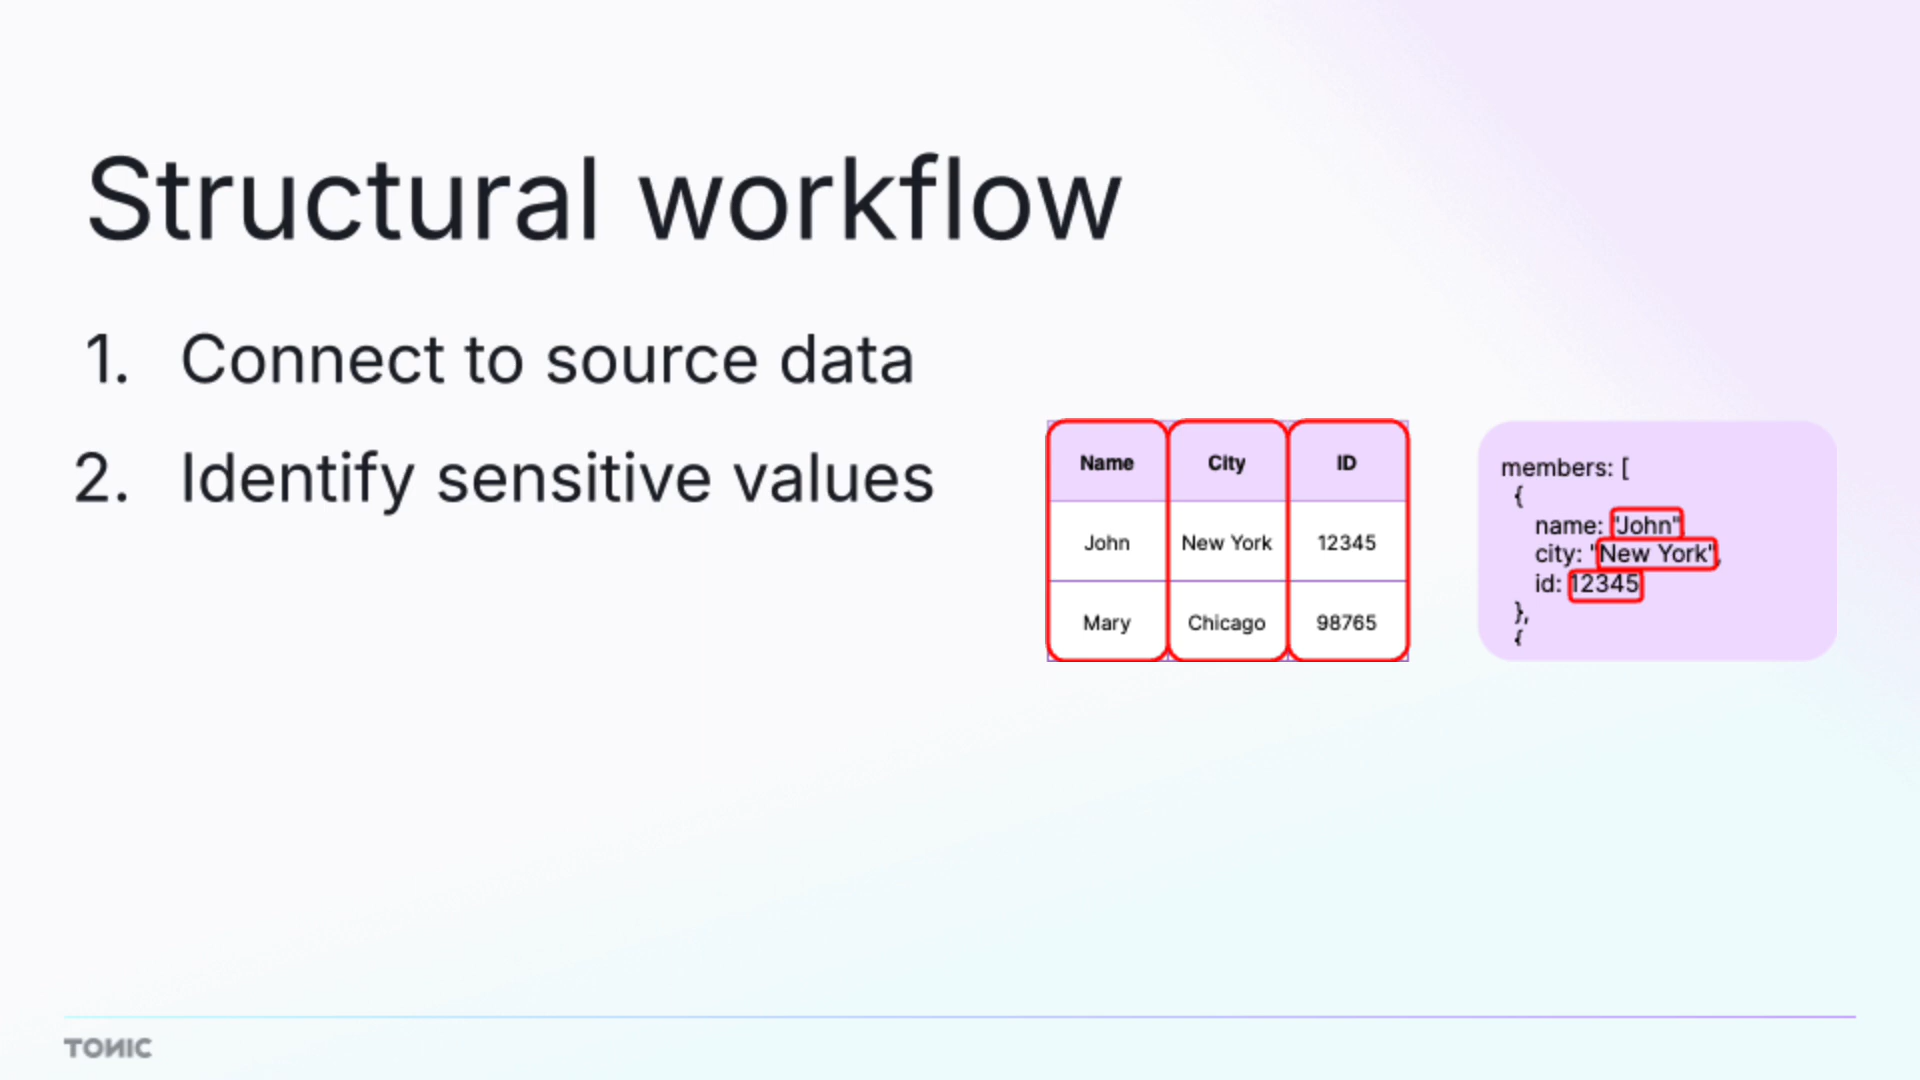 Structural workflow
1. Connect to source data
2. Identify sensitive values
Name City ID
John New York 12345
Mary Chicago 98765
members: [
{
name: "John"
city: "New York",
id: 12345
},
{
TONIC